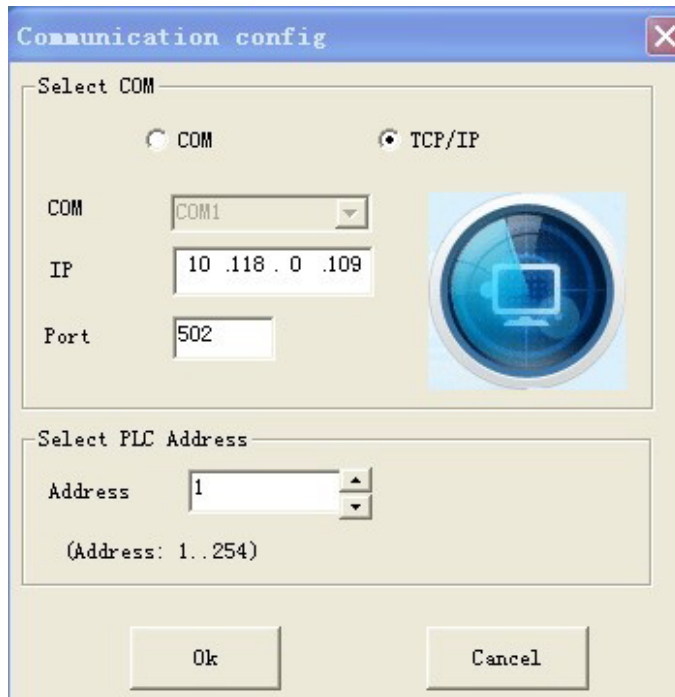 Communication config
Select COM
COM TCP/IP
COM COM1
IP 10 .118 . 0 .109
Port 502
Select PLC Address
Address 1
(Address: 1..254)
Ok Cancel